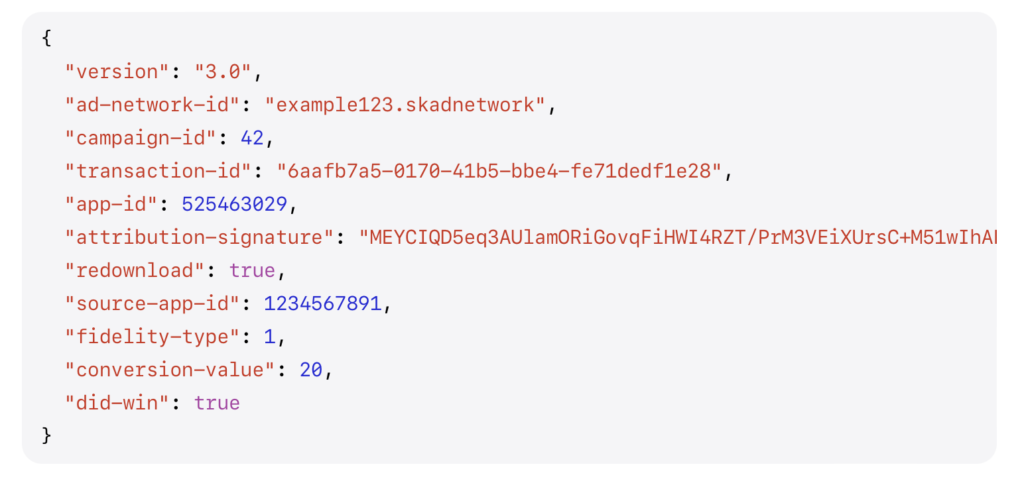 {
"version": "3.0",
"ad-network-id": "example123.skadnetwork",
"campaign-id": 42,
"transaction-id": "6aafb7a5-0170-41b5-bbe4-fe71dedf1e28",
"app-id": 525463029,
"attribution-signature": "MEYCIQD5eq3AUlamORiGovqFiHWI4RZT/PrM3VEiXUrsC+M51wIhA
"redownload": true,
"source-app-id": 1234567891,
"fidelity-type": 1,
"conversion-value": 20,
"did-win": true
}